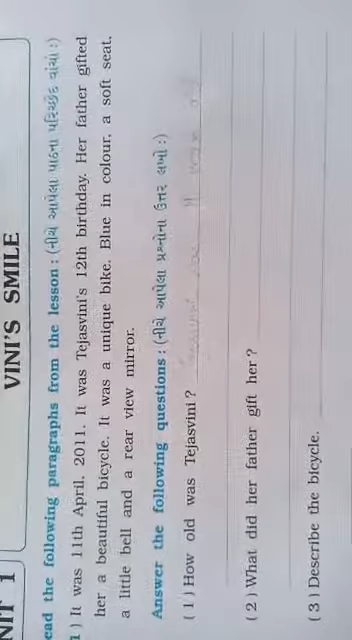 NIT 1
VINI'S SMILE
ead the following paragraphs from the lesson : (નીચે આપેલા પાઠના પરિચ્છેદ વાંચો :)
1 ) It was 11th April, 2011. It was Tejasvini's 12th birthday. Her father gifted
her a beautiful bicycle. It was a unique bike. Blue in colour, a soft seat,
a little bell and a rear view mirror.
Answer the following questions : (નીચે આપેલા પ્રશ્નોના ઉત્તર લખો :)
( 1 ) How old was Tejasvini ?
( 2 ) What did her father gift her ?
( 3 ) Describe the bicycle.